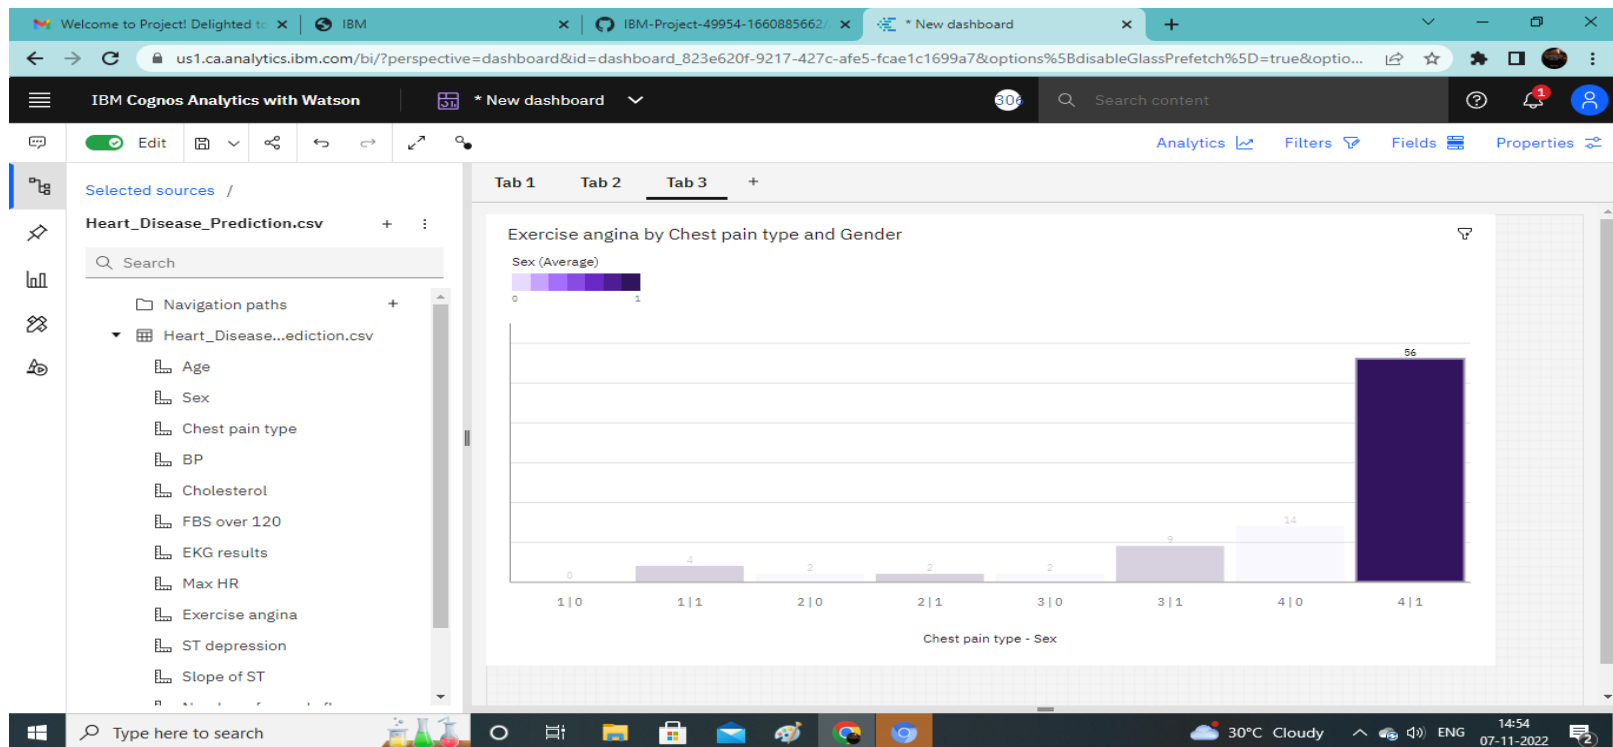 Welcome to Project! Delighted to
IBM
IBM-Project-49954-1660885662/
* New dashboard
us1.ca.analytics.ibm.com/bi/?perspective=dashboard&id=dashboard_823e620f-9217-427c-afe5-fcae1c1699a7&options%5BdisableGlassPrefetch%5D=true&optio...
IBM Cognos Analytics with Watson
* New dashboard
306
Search content
1
Edit
Analytics
Filters
Fields
Properties
Selected sources /
Tab 1
Tab 2
Tab 3
Heart_Disease_Prediction.csv
Search
Navigation paths
Heart_Disease...ediction.csv
Age
Sex
Chest pain type
BP
Cholesterol
FBS over 120
EKG results
Max HR
Exercise angina
ST depression
Slope of ST
Exercise angina by Chest pain type and Gender
Sex (Average)
0 1
0 4 2 2 2 9 14 56
1|0 1|1 2|0 2|1 3|0 3|1 4|0 4|1
Chest pain type - Sex
Type here to search
30°C Cloudy
ENG
14:54
07-11-2022
2